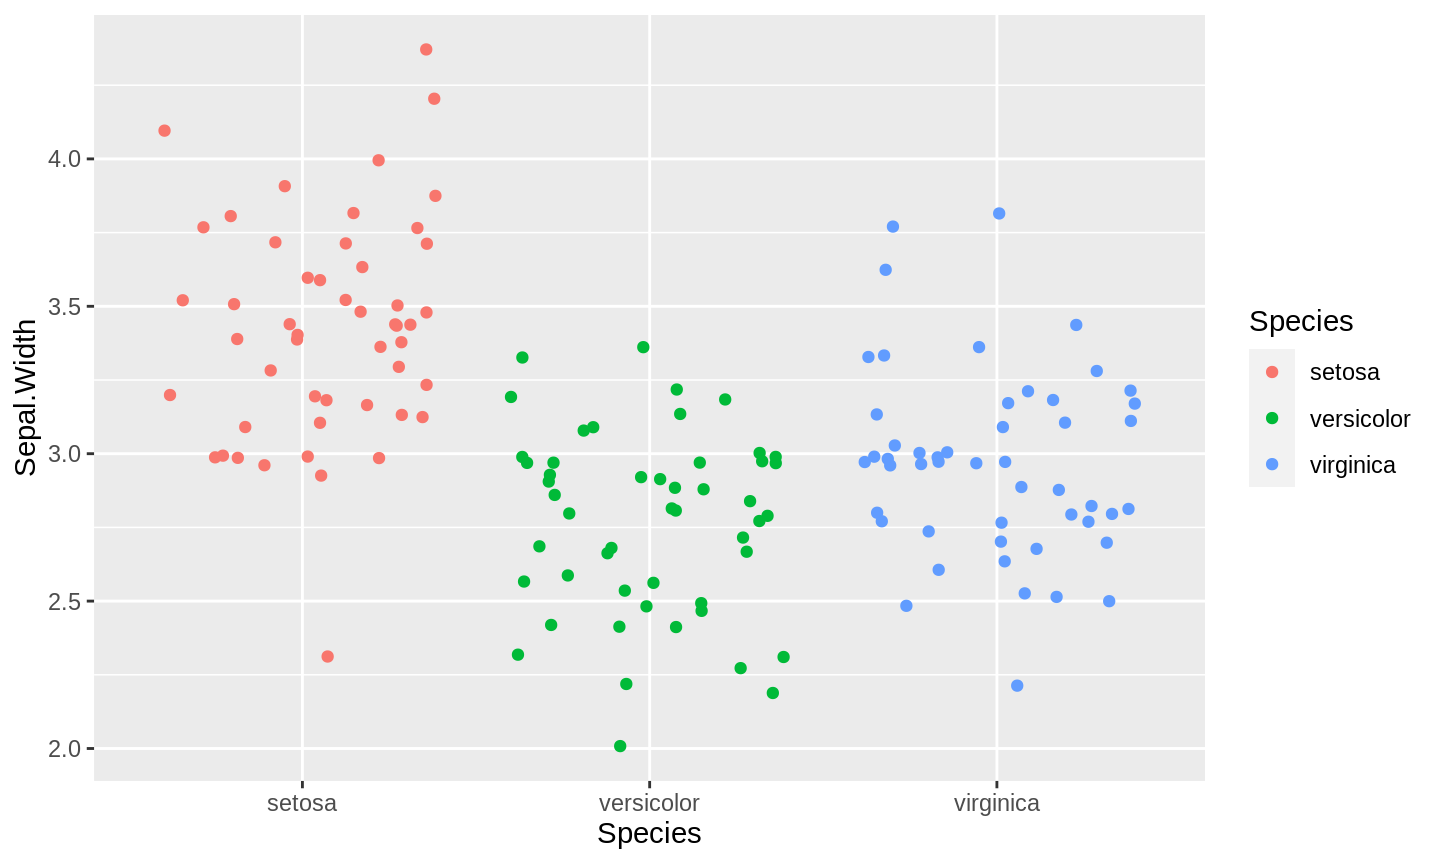 Sepal.Width
4.0
3.5
3.0
2.5
2.0
setosa versicolor virginica
Species
Species
setosa
versicolor
virginica